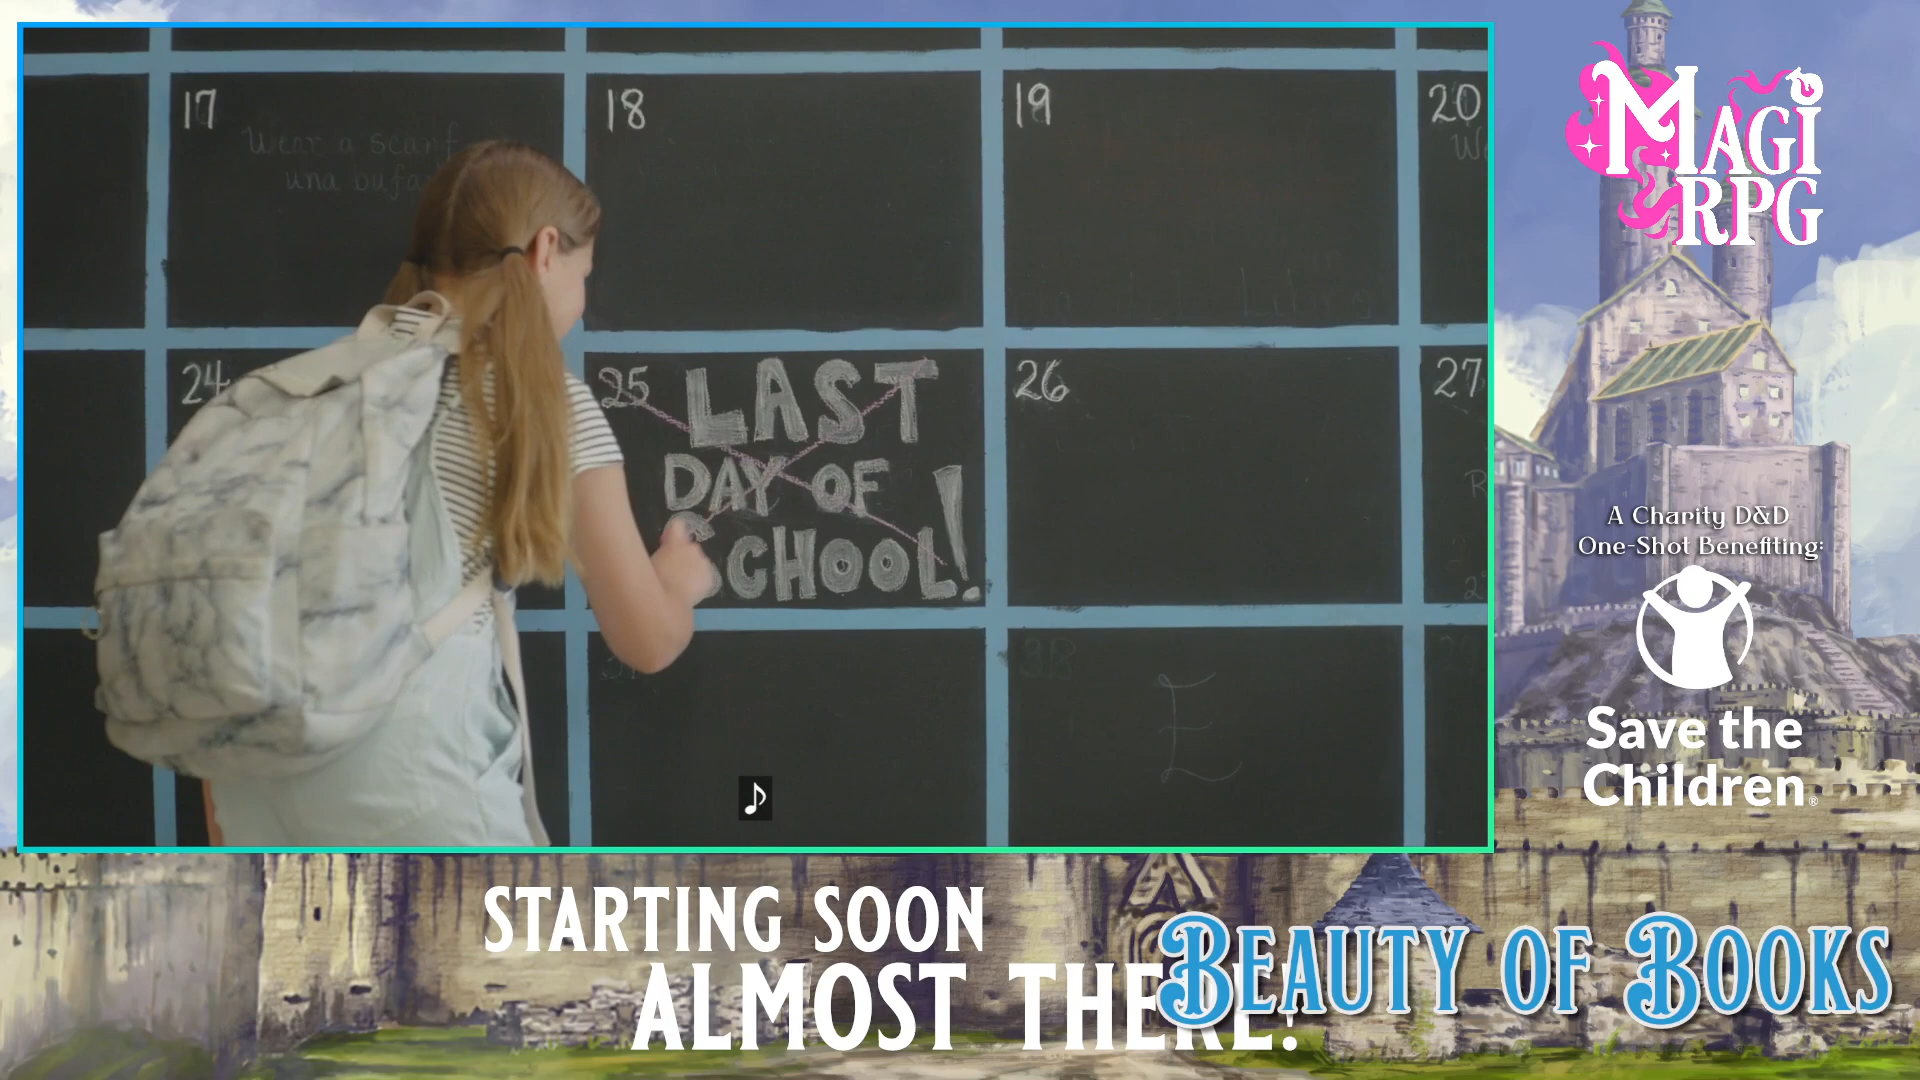 17
Wear a scarf
una bufa
18
19
20
24
25
LAST
DAY OF
SCHOOL!
26
27
E
♪
MAGI
RPG
A Charity D&D
One-Shot Benefiting:
Save the
Children®
STARTING SOON
ALMOST THERE!
BEAUTY OF BOOKS